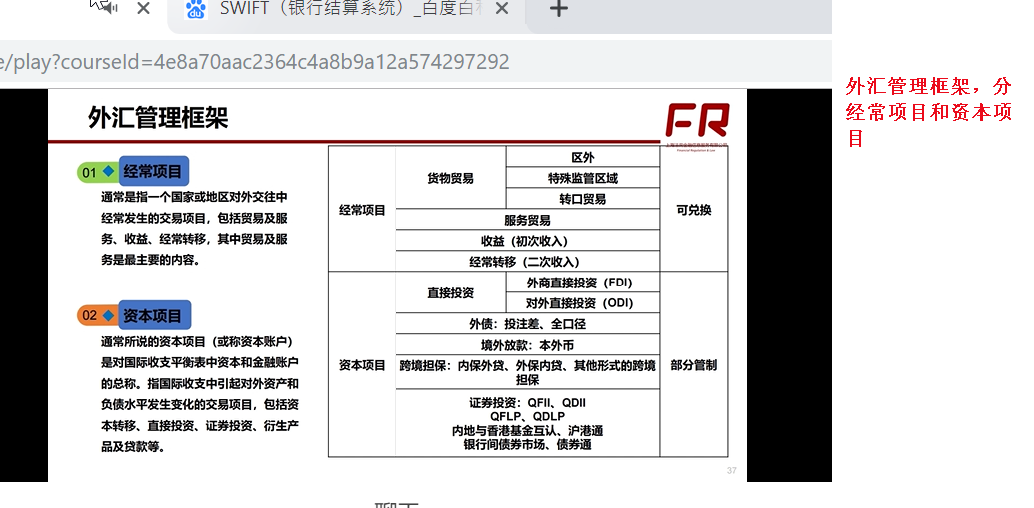 SWIFT（银行结算系统）_百度百
e/play?courseId=4e8a70aac2364c4a8b9a12a574297292
外汇管理框架，分
经常项目和资本项
目
外汇管理框架
FR
Financial Regulation & Law
01
经常项目
通常是指一个国家或地区对外交往中
经常发生的交易项目，包括贸易及服
务、收益、经常转移，其中贸易及服
务是最主要的内容。
02
资本项目
通常所说的资本项目（或称资本账户）
是对国际收支平衡表中资本和金融账户
的总称。指国际收支中引起对外资产和
负债水平发生变化的交易项目，包括资
本转移、直接投资、证券投资、衍生产
品及贷款等。
经常项目
货物贸易
区外
特殊监管区域
转口贸易
服务贸易
收益（初次收入）
经常转移（二次收入）
可兑换
资本项目
直接投资
外商直接投资（FDI）
对外直接投资（ODI）
外债：投注差、全口径
境外放款：本外币
跨境担保：内保外贷、外保内贷、其他形式的跨境
担保
证券投资：QFII、QDII
QFLP、QDLP
内地与香港基金互认、沪港通
银行间债券市场、债券通
部分管制
37